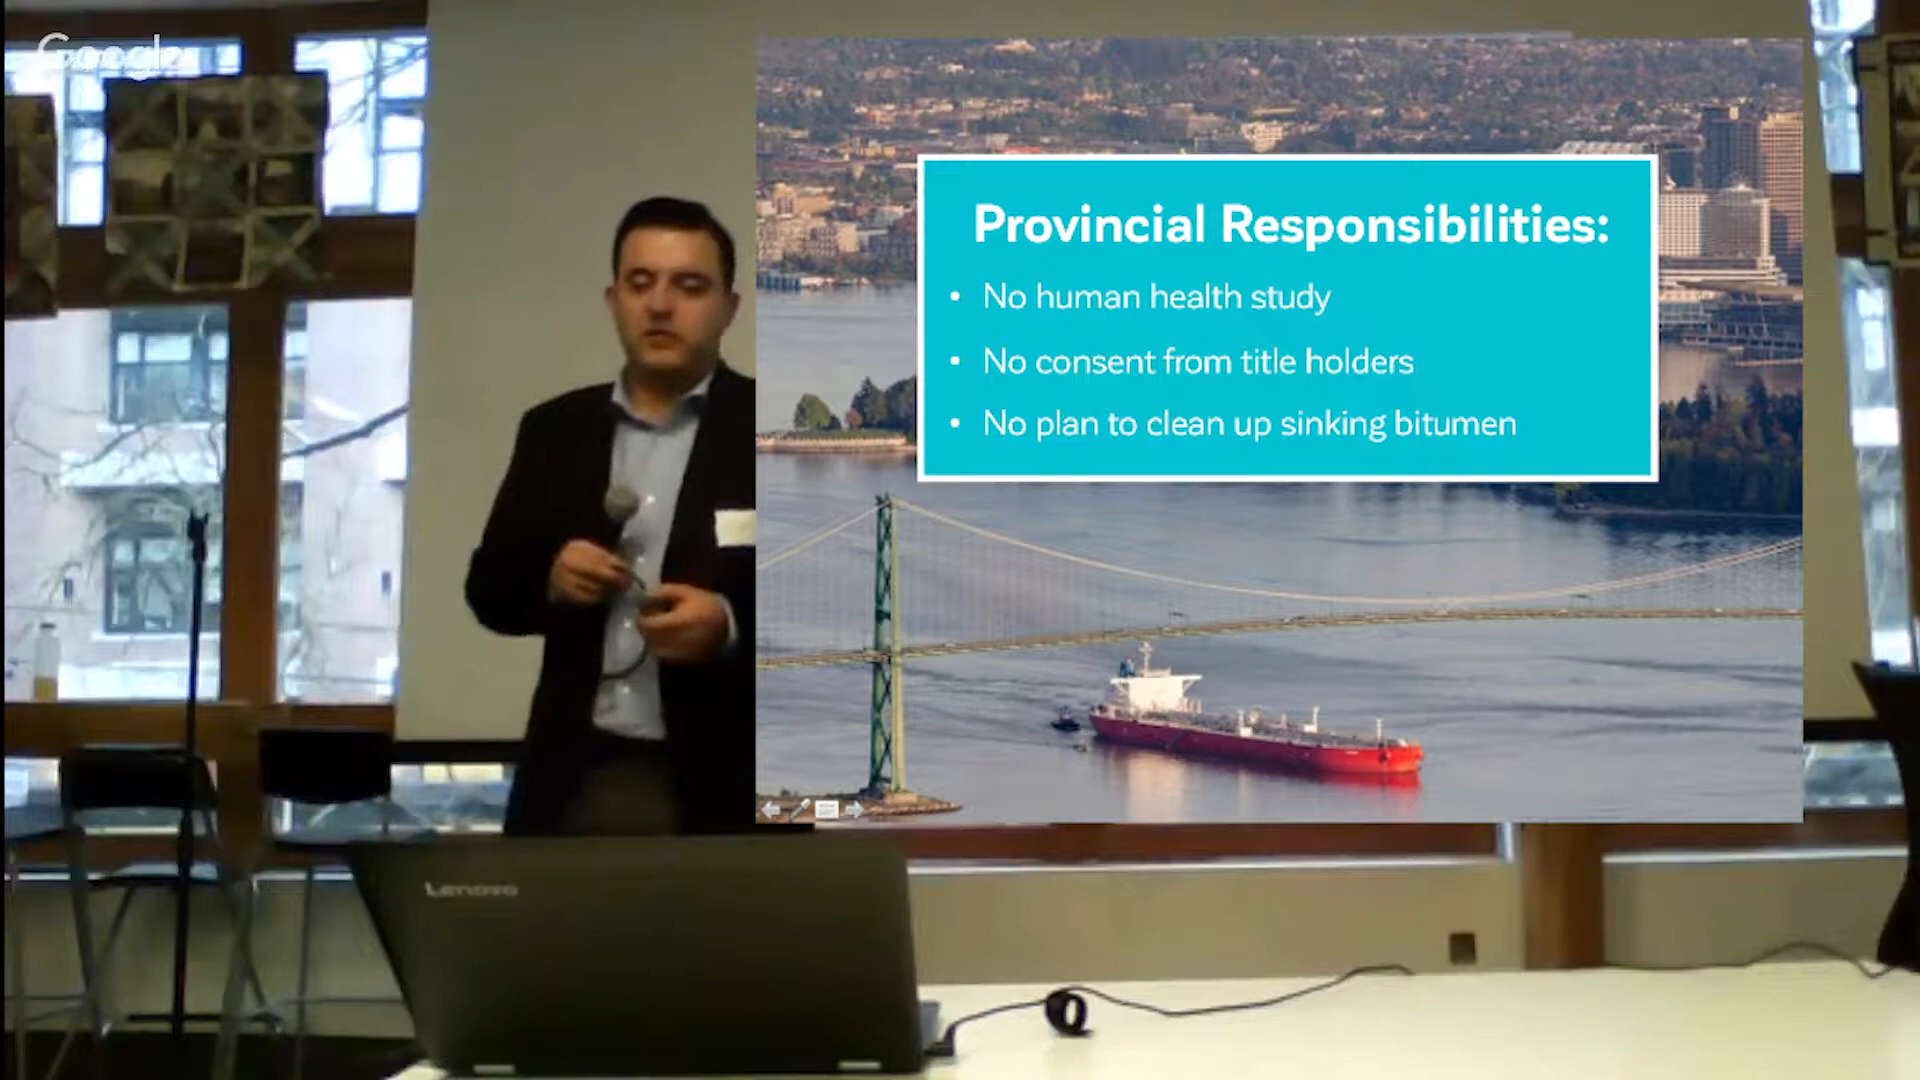 Google
Provincial Responsibilities:
• No human health study
• No consent from title holders
• No plan to clean up sinking bitumen
Lenovo